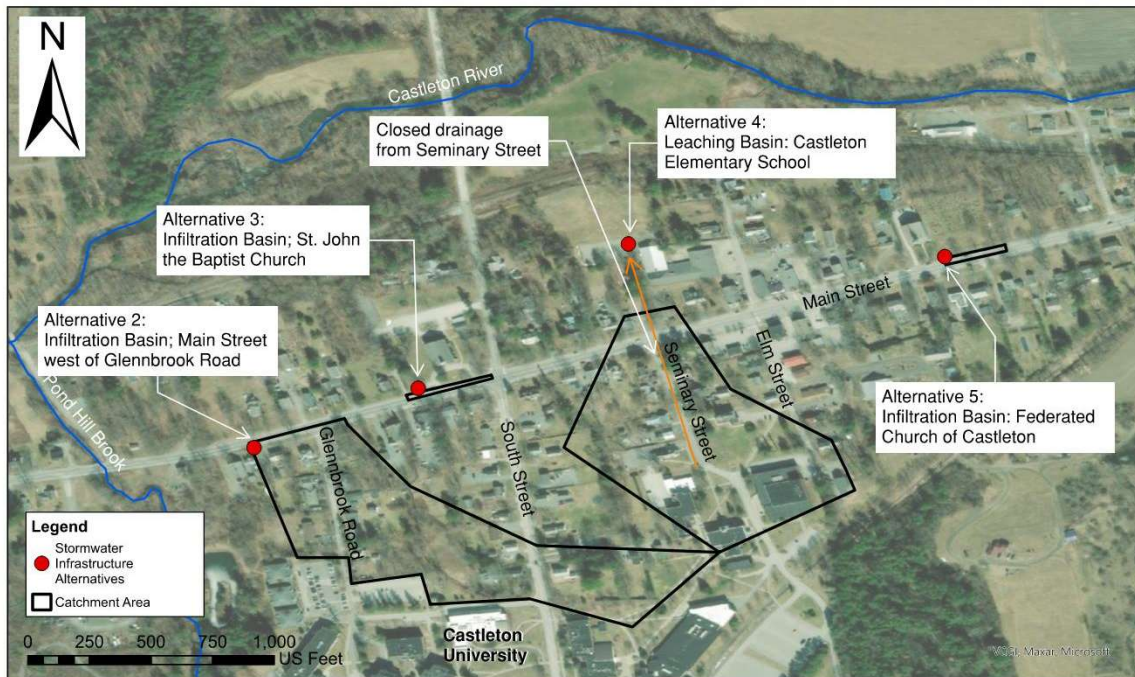 N
Castleton River
Closed drainage
from Seminary Street
Alternative 4:
Leaching Basin: Castleton
Elementary School
Alternative 3:
Infiltration Basin; St. John
the Baptist Church
Main Street
Alternative 2:
Infiltration Basin; Main Street
west of Glennbrook Road
Elm Street
Seminary Street
Alternative 5:
Infiltration Basin: Federated
Church of Castleton
Pond Hill Brook
Glennbrook Road
South Street
Legend
Stormwater
Infrastructure
Alternatives
Catchment Area
0 250 500 750 1,000
US Feet
Castleton
University
VCGI, Maxar, Microsoft